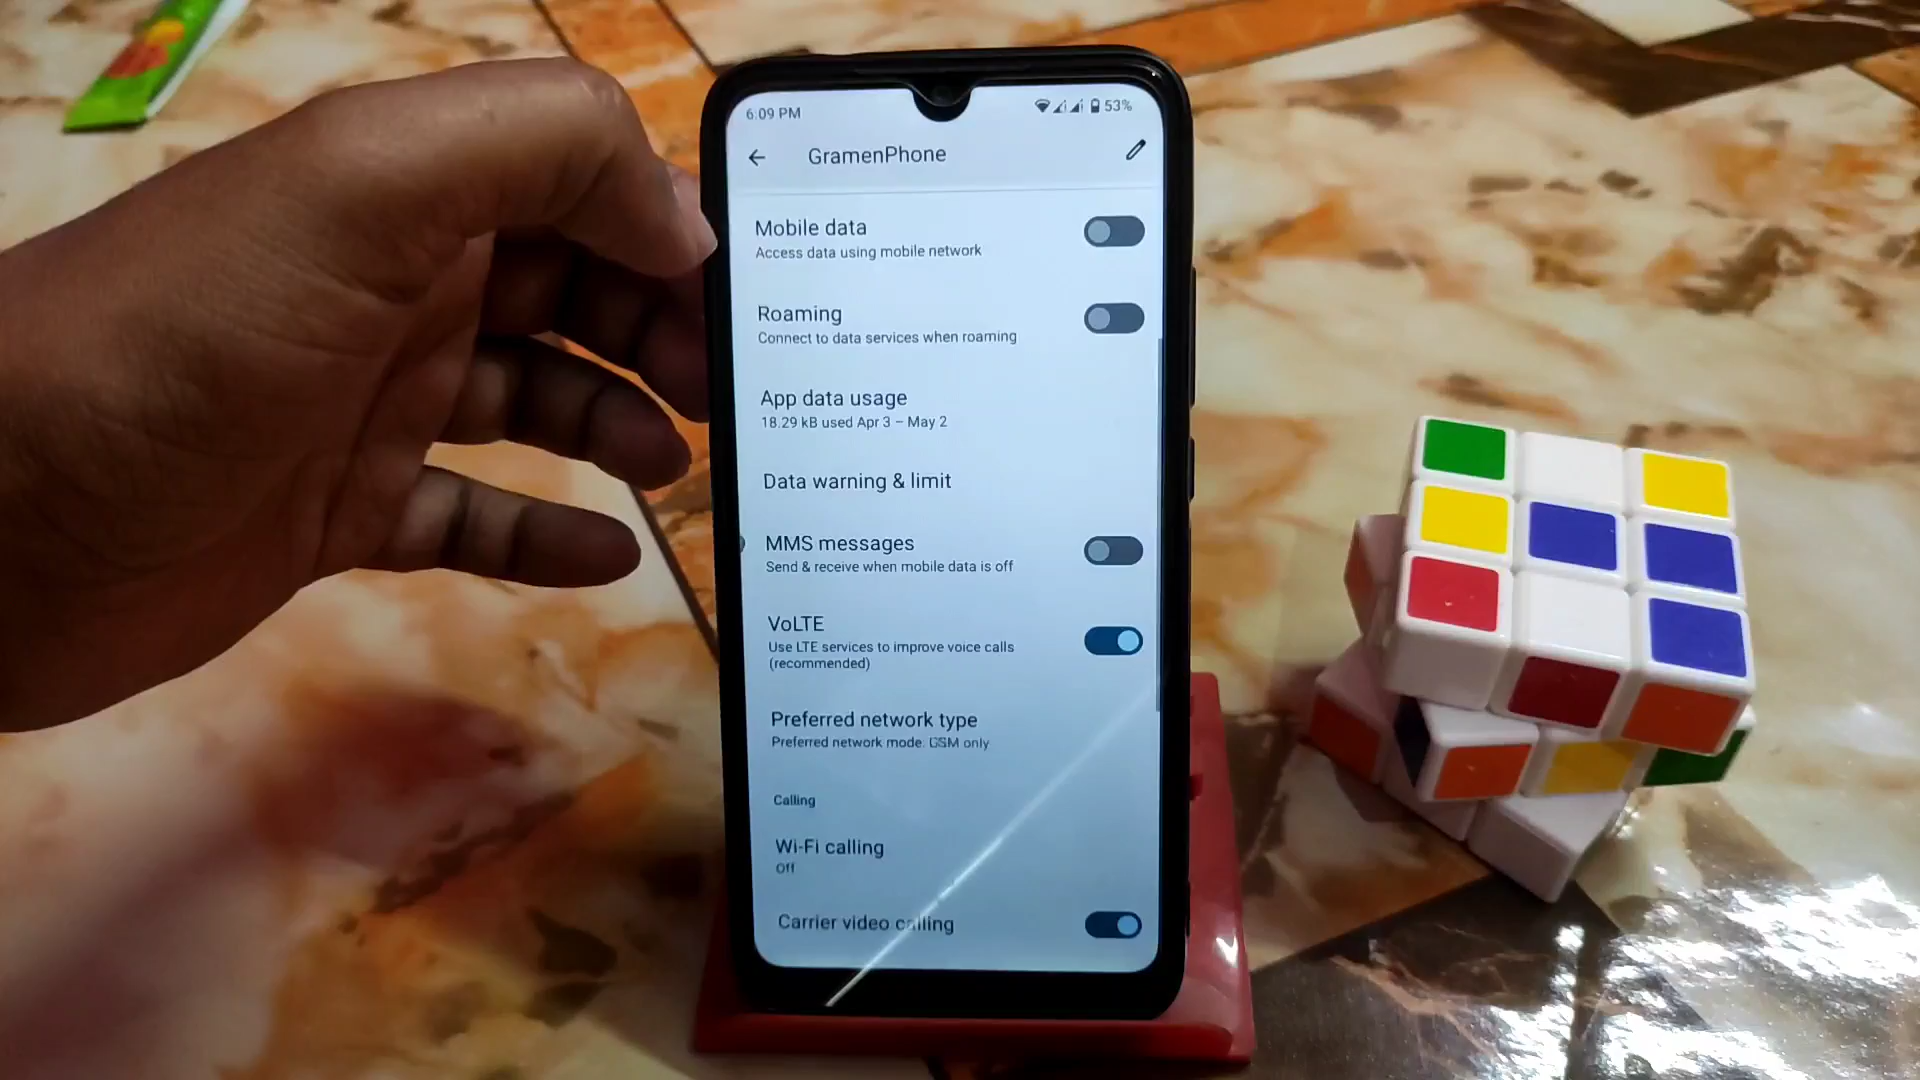 6:09 PM
53%
GramenPhone
Mobile data
Access data using mobile network
Roaming
Connect to data services when roaming
App data usage
18.29 kB used Apr 3 – May 2
Data warning & limit
MMS messages
Send & receive when mobile data is off
VoLTE
Use LTE services to improve voice calls
(recommended)
Preferred network type
Preferred network mode: GSM only
Calling
Wi-Fi calling
Off
Carrier video calling